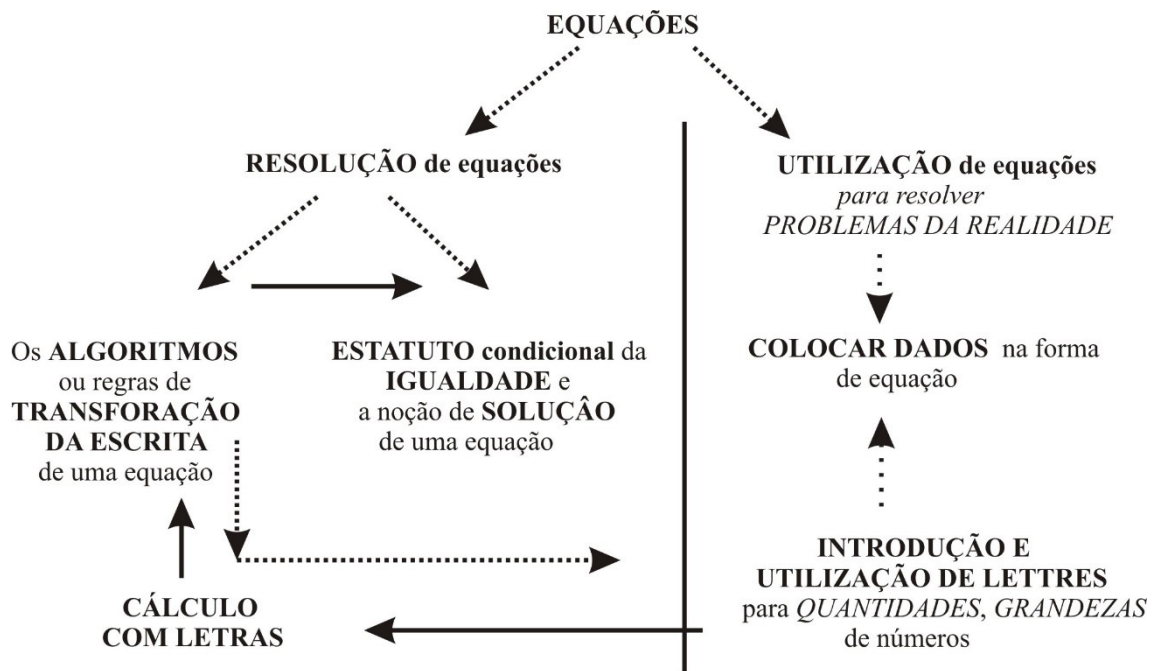 EQUAÇÕES
RESOLUÇÃO de equações
UTILIZAÇÃO de equações
para resolver
PROBLEMAS DA REALIDADE
Os ALGORITMOS
ou regras de
TRANSFORAÇÃO
DA ESCRITA
de uma equação
ESTATUTO condicional da
IGUALDADE e
a noção de SOLUÇÂO
de uma equação
COLOCAR DADOS na forma
de equação
CÁLCULO
COM LETRAS
INTRODUÇÃO E
UTILIZAÇÃO DE LETTRES
para QUANTIDADES, GRANDEZAS
de números